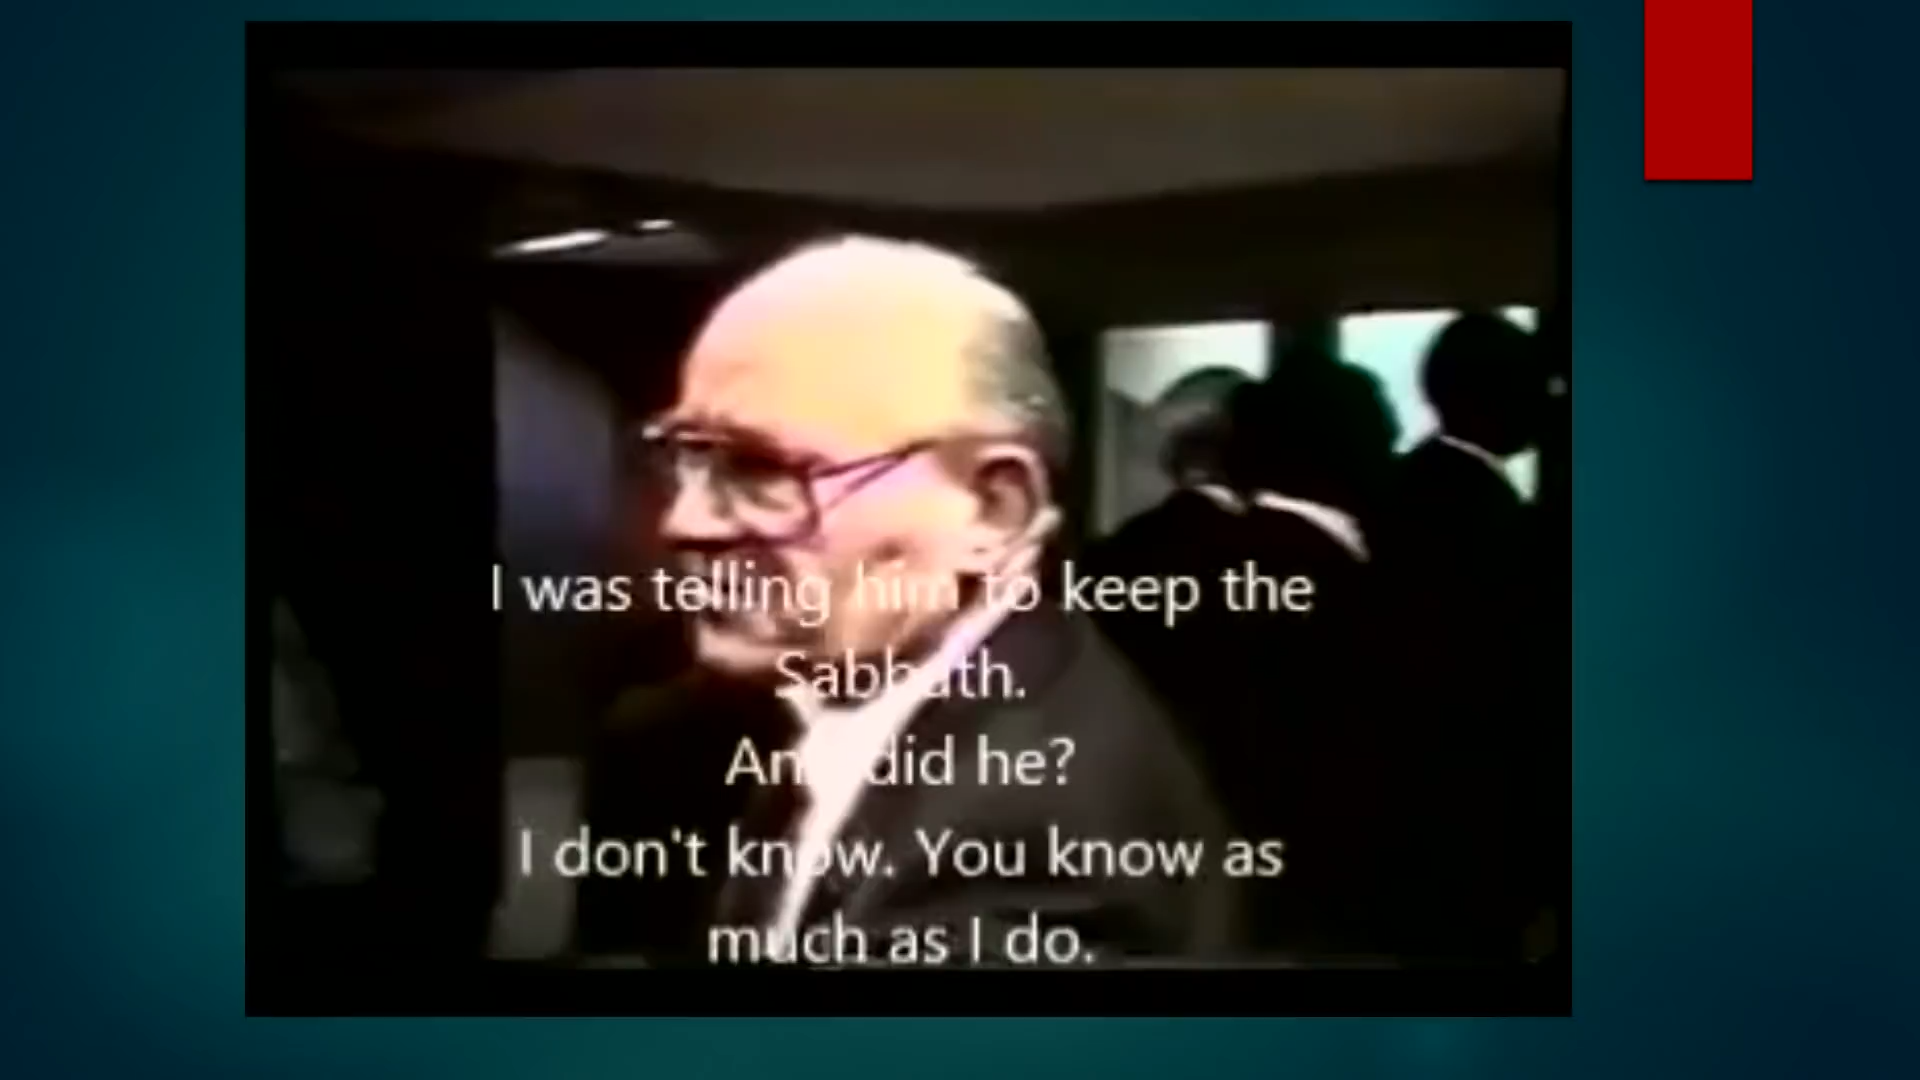 I was telling him to keep the
Sabbath.
And did he?
I don't know. You know as
much as I do.